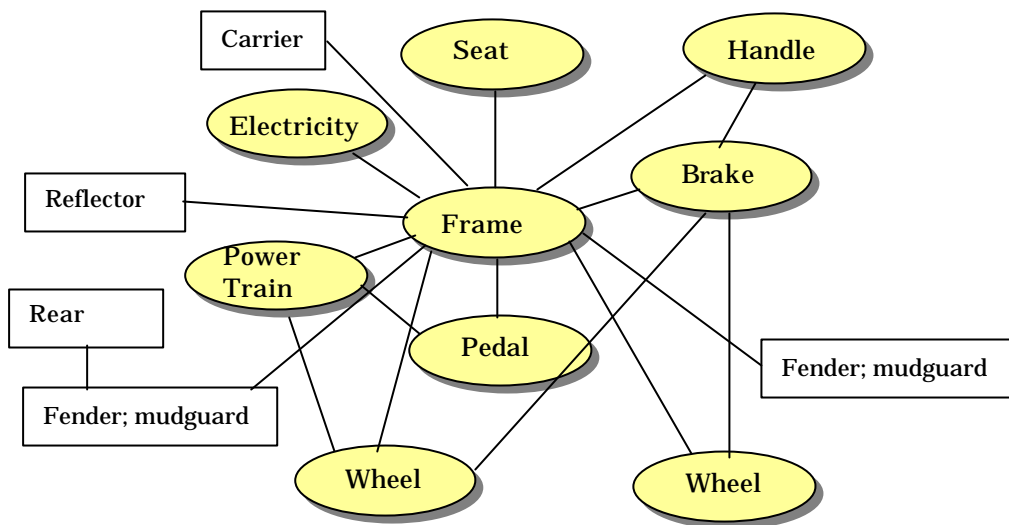 Carrier
Seat
Handle
Electricity
Brake
Reflector
Frame
Power
Train
Rear
Pedal
Fender; mudguard
Fender; mudguard
Wheel
Wheel